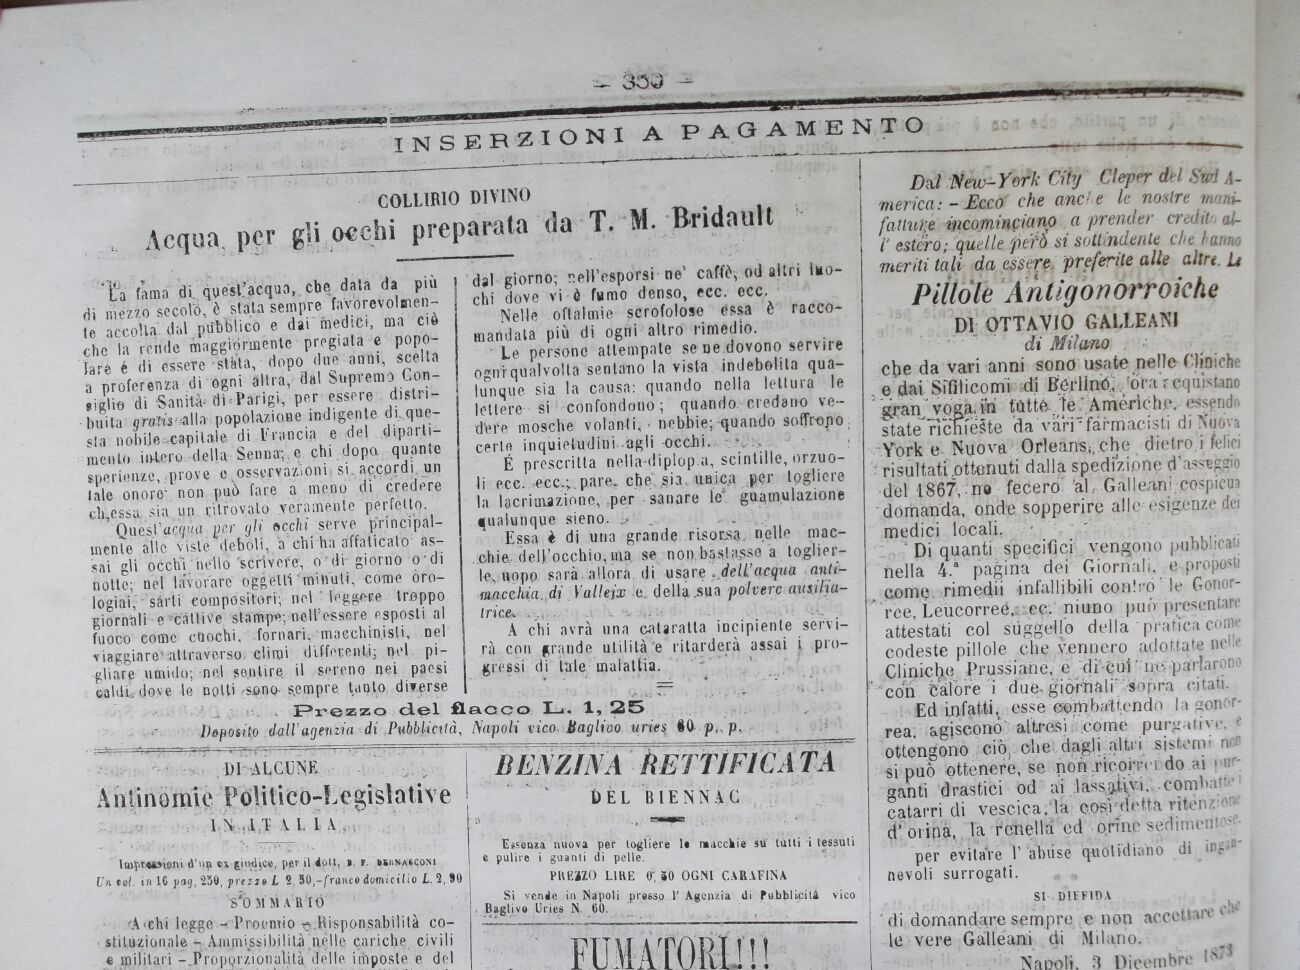 — 350 —
INSERZIONI A PAGAMENTO
COLLIRIO DIVINO
Acqua per gli occhi preparata da T. M. Bridault
La fama di quest'acqua, che data da più
di mezzo secolo, è stata sempre favorevolmen-
te accolta dal pubblico e dai medici, ma ciò
che la rende maggiormente pregiata e popo-
lare è di essere stata, dopo due anni, scelta
a proferenza di ogni altra, dal Supremo Con-
siglio di Sanità di Parigi, per essere distri-
buita gratis alla popolazione indigente di que-
sta nobile capitale di Francia e del diparti-
mento intero della Senna; e chi dopo quante
sperienze, prove e osservazioni si accordi un
tale onore non può fare a meno di credere
ch'essa sia un ritrovato veramente perfetto.
Quest'acqua per gli occhi serve principal-
mente alle viste deboli, a chi ha affaticato as-
sai gli occhi nello scrivere, o di giorno o di
notte; nel lavorare oggetti minuti, come oro-
logiai, sarti compositori; nel leggere troppo
giornali e cattive stampe; nell'essere esposti al
fuoco come cuochi, fornari, macchinisti, nel
viaggiare attraverso climi differenti; nel pi-
gliare umido; nel sentire il sereno nei paesi
caldi dove le notti sono sempre tanto diverse
dal giorno; nell'esporsi ne' caffè, od altri luo-
chi dove vi è fumo denso, ecc. ecc.
Nelle oftalmie scrofolose essa è racco-
mandata più di ogni altro rimedio.
Le persone attempate se ne dovono servire
ogniqualvolta sentano la vista indebolita qua-
lunque sia la causa: quando nella lettura le
lettere si confondono; quando credano ve-
dere mosche volanti, nebbie; quando soffropo
certe inquietudini agli occhi.
É prescritta nella diplopia, scintille, orzuo-
li ecc. ecc.; pare che sia unica per togliere
la lacrimazione, per sanare le guamulazione
qualunque sieno.
Essa è di una grande risorsa nelle mac-
chie dell'occhio, ma se non bastasse a toglier-
le, nopo sarà allora di usare dell'acqua anti-
macchia di Vallejx e della sua polvere ausilia-
trice.
A chi avrà una cataratta incipiente servi-
rà con grande utilità e ritarderà assai i pro-
gressi di tale malattia.
Prezzo del flacco L. 1, 25
Deposito dall'agenzia di Pubblicità, Napoli vico Baglivo uries 60 p. p.
DI ALCUNE
Antinomie Politico-Legislative
IN ITALIA
Impressioni d'un ex giudice, per il dott. B. F. BERNASCONI
Un vol. in 16 pag, 250, prezzo L 2, 50,—franco domicilio L. 2, 90
SOMMARIO
A chi legge — Proemio — Risponsabilità co-
stituzionale — Ammissibilità nelle cariche civili
e militari — Proporzionalità delle imposte e del
BENZINA RETTIFICATA
DEL BIENNAC
Essenza nuova per togliere le macchie su tutti i tessuti
e pulire i guanti di pelle.
PREZZO LIRE 0, 50 OGNI CARAFINA
Si vende in Napoli presso l'Agenzia di Pubblicità vico
Baglivo Uries N. 60.
FUMATORI!!!
Dal New-York City Cleper del Sud A-
merica: - Ecco che anche le nostre mani-
fatture incominciano a prender credito al-
l'estero; quelle però si sottindente che hanno
meriti tali da essere preferite alle altre. Le
Pillole Antigonorroiche
DI OTTAVIO GALLEANI
di Milano
che da vari anni sono usate nelle Cliniche
e dai Sifilicomi di Berlino, ora requistano
gran voga in tutte le Americhe, essendo
state richieste da vari farmacisti di Nuova
York e Nuova Orleans, che dietro i felici
risultati ottenuti dalla spedizione d'asseggio
del 1867, ne fecero al Galleani cospicua
domanda, onde sopperire alle esigenze dei
medici locali.
Di quanti specifici vengono pubblicati
nella 4.ª pagina dei Giornali, e proposti
come rimedii infallibili contro le Gonor-
ree, Leucorree, ec. niuno può presentare
attestati col suggello della pratica come
codeste pillole che vennero adottate nelle
Cliniche Prussiane, e di cui ne parlarono
con calore i due giornali sopra citati.
Ed infatti, esse combattendo la gonor-
rea, agiscono altresì come purgative, e
ottengono ciò che dagli altri sistemi non
si può ottenere, se non ricorrendo ai pur-
ganti drastici od ai lassativi, combatte i
catarri di vescica, la così detta ritenzione
d'orina, la renella ed orine sedimentose.
per evitare l'abuse quotidiano di ingan-
nevoli surrogati.
SI DIFFIDA
di domandare sempre e non accettare che
le vere Galleani di Milano.
Napoli, 3 Dicembre 1873